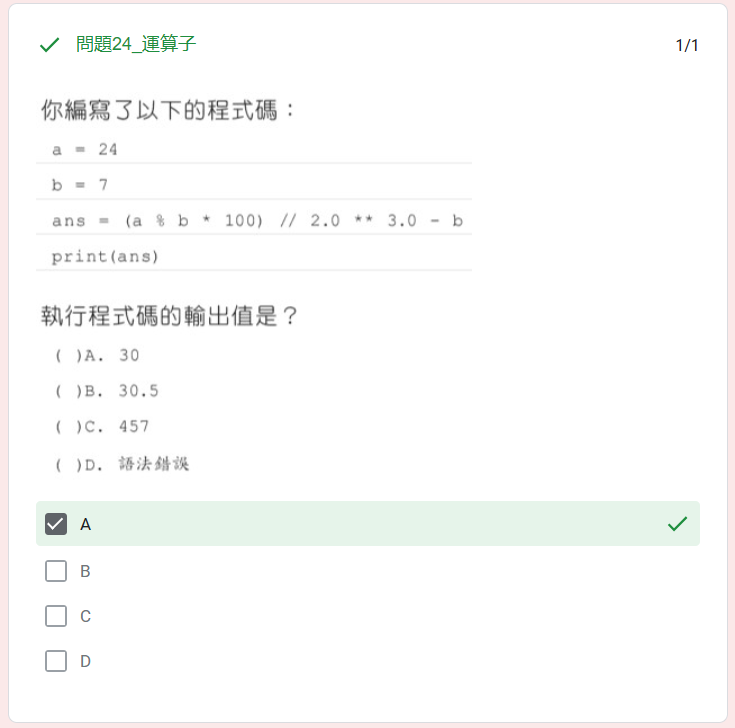 問題24_運算子
1/1
你編寫了以下的程式碼：
a = 24
b = 7
ans = (a % b * 100) // 2.0 ** 3.0 - b
print(ans)
執行程式碼的輸出值是？
( )A. 30
( )B. 30.5
( )C. 457
( )D. 語法錯誤
A
B
C
D